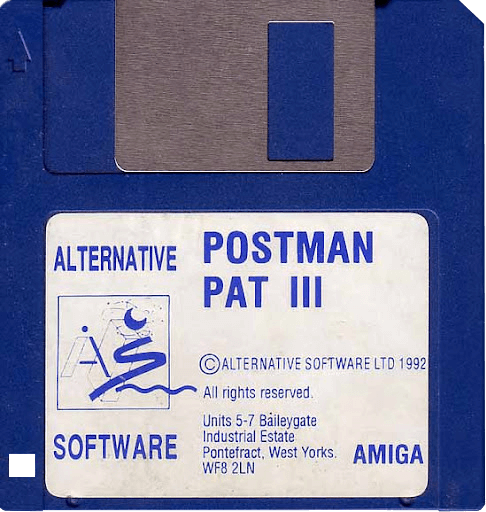 ALTERNATIVE
SOFTWARE
POSTMAN
PAT III
© ALTERNATIVE SOFTWARE LTD 1992
All rights reserved.
Units 5-7 Baileygate
Industrial Estate
Pontefract, West Yorks.
WF8 2LN
AMIGA